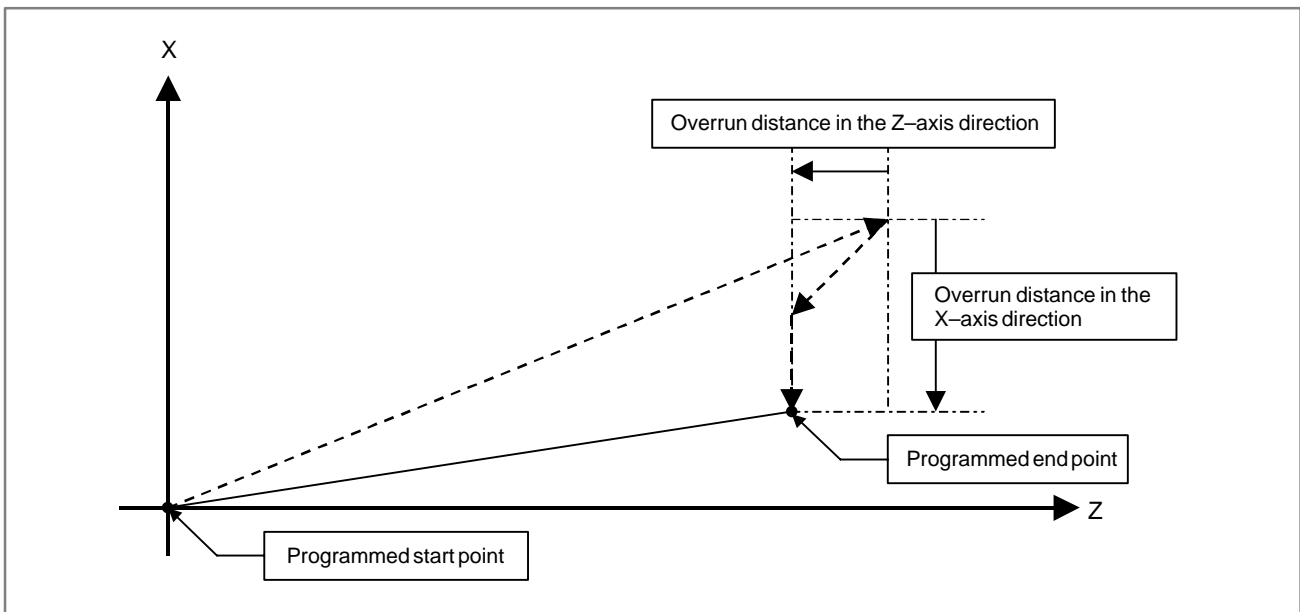 X
Overrun distance in the Z–axis direction
Overrun distance in the
X–axis direction
Programmed end point
Z
Programmed start point